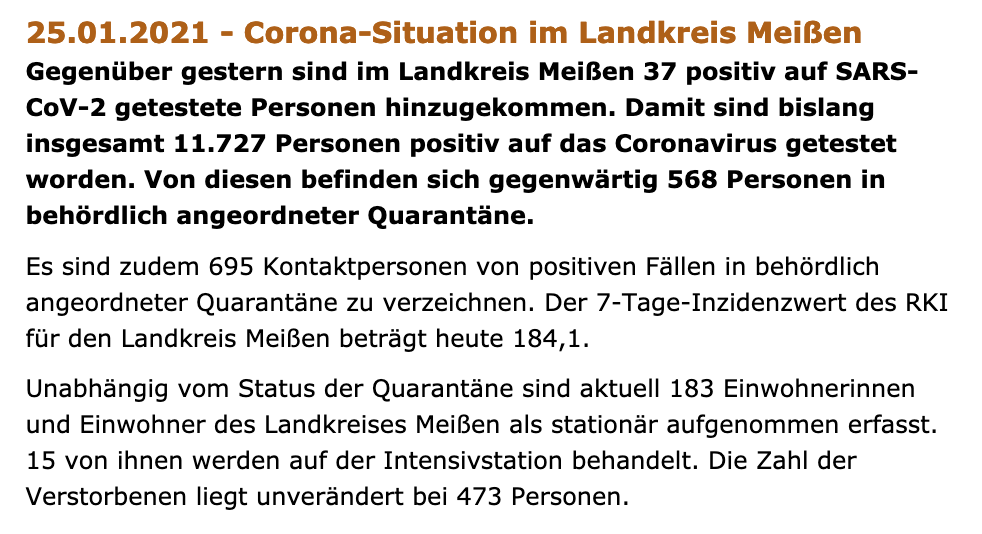 25.01.2021 - Corona-Situation im Landkreis Meißen
Gegenüber gestern sind im Landkreis Meißen 37 positiv auf SARS-
CoV-2 getestete Personen hinzugekommen. Damit sind bislang
insgesamt 11.727 Personen positiv auf das Coronavirus getestet
worden. Von diesen befinden sich gegenwärtig 568 Personen in
behördlich angeordneter Quarantäne.
Es sind zudem 695 Kontaktpersonen von positiven Fällen in behördlich
angeordneter Quarantäne zu verzeichnen. Der 7-Tage-Inzidenzwert des RKI
für den Landkreis Meißen beträgt heute 184,1.
Unabhängig vom Status der Quarantäne sind aktuell 183 Einwohnerinnen
und Einwohner des Landkreises Meißen als stationär aufgenommen erfasst.
15 von ihnen werden auf der Intensivstation behandelt. Die Zahl der
Verstorbenen liegt unverändert bei 473 Personen.